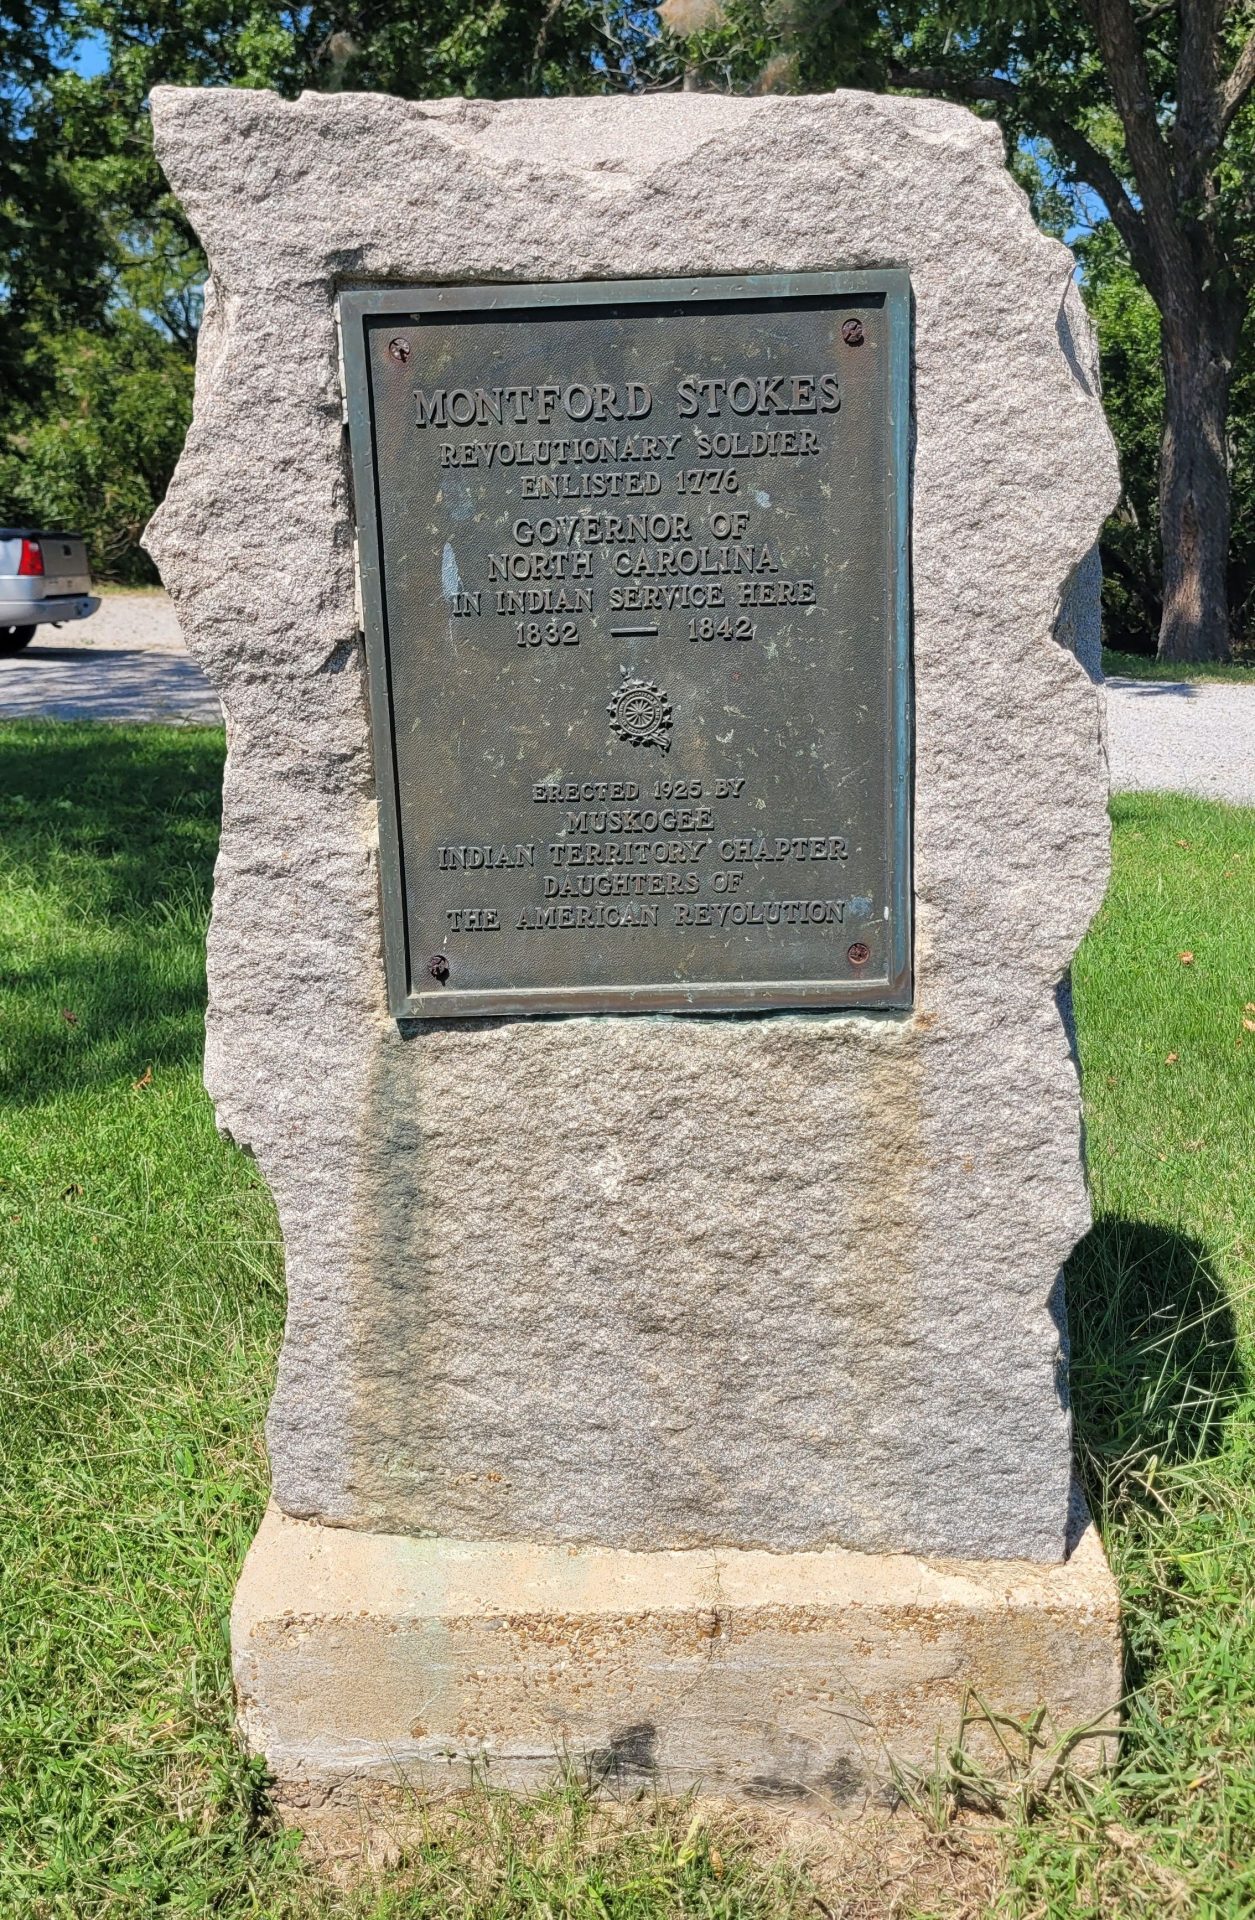 MONTFORD STOKES
REVOLUTIONARY SOLDIER
ENLISTED 1776
GOVERNOR OF
NORTH CAROLINA
IN INDIAN SERVICE HERE
1832 — 1842
ERECTED 1925 BY
MUSKOGEE
INDIAN TERRITORY CHAPTER
DAUGHTERS OF
THE AMERICAN REVOLUTION